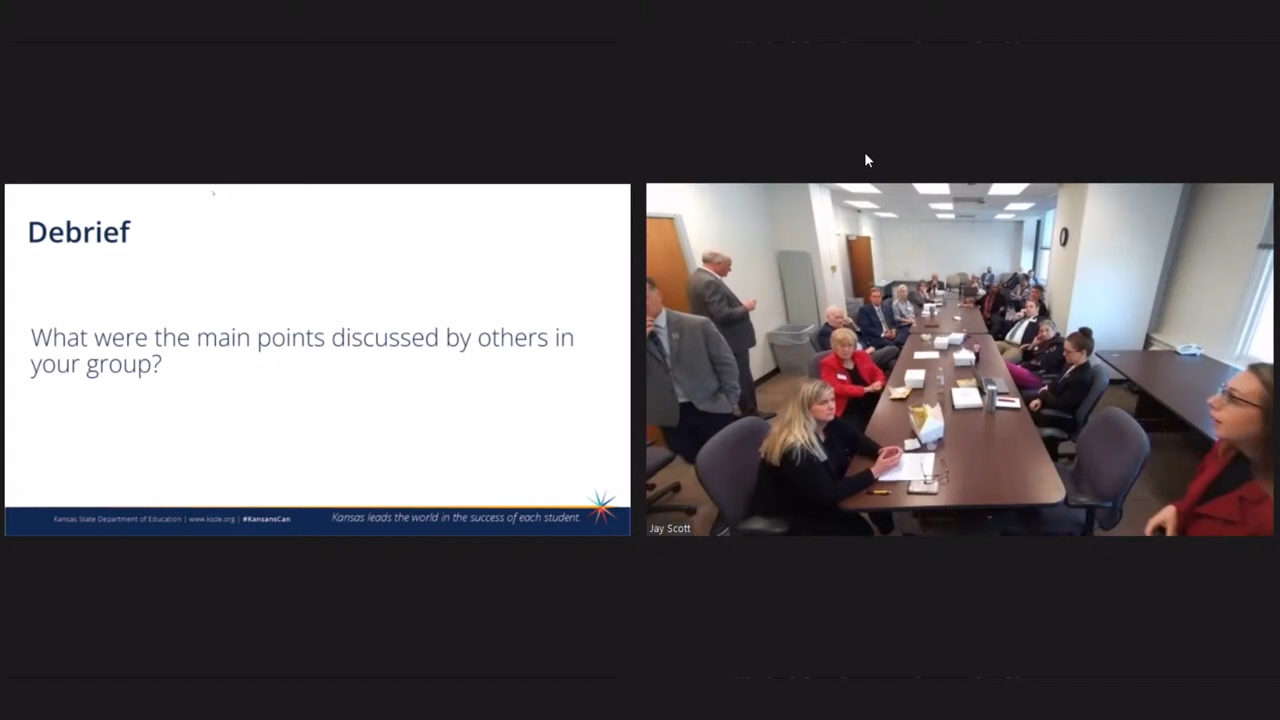 Debrief
What were the main points discussed by others in
your group?
Kansas State Department of Education | www.ksde.org | #KansansCan
Kansas leads the world in the success of each student.
Jay Scott